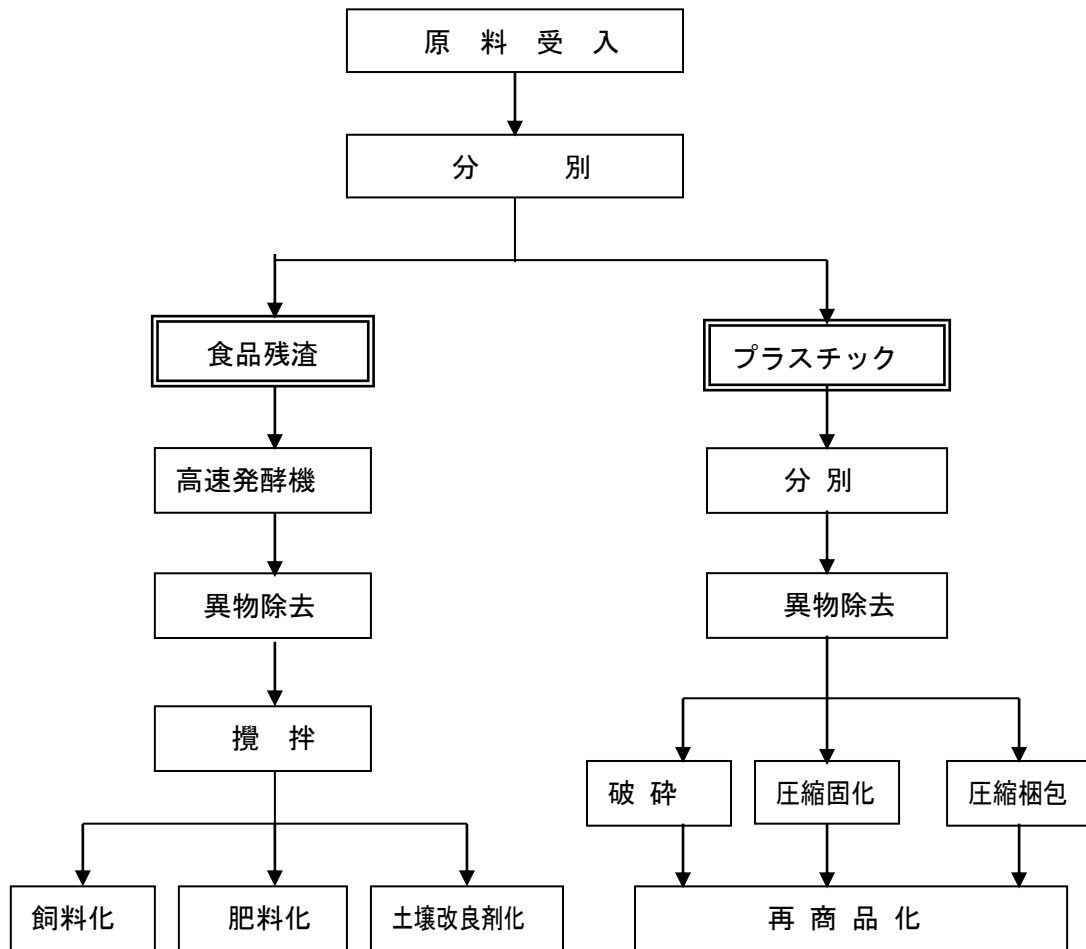 原 料 受 入
分 別
食品残渣
プラスチック
高速発酵機
分 別
異物除去
異物除去
攪 拌
破 砕
圧縮固化
圧縮梱包
飼料化
肥料化
土壌改良剤化
再 商 品 化